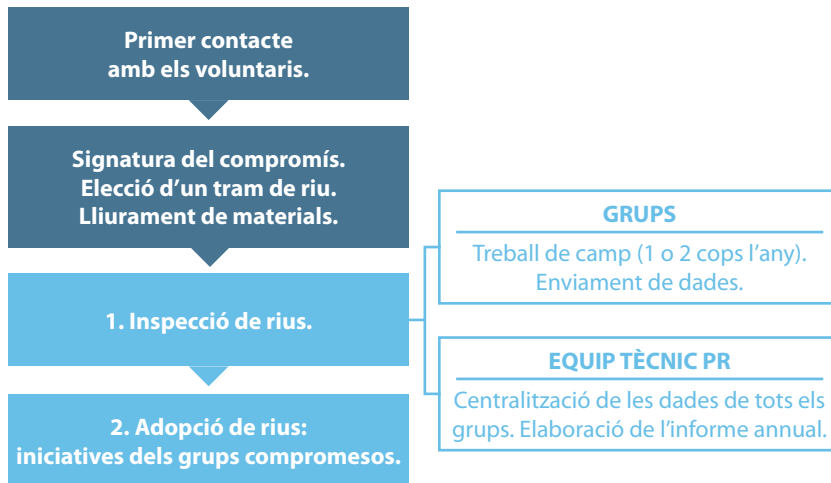 Primer contacte
amb els voluntaris.
Signatura del compromís.
Elecció d'un tram de riu.
Lliurament de materials.
1. Inspecció de rius.
GRUPS
Treball de camp (1 o 2 cops l'any).
Enviament de dades.
EQUIP TÈCNIC PR
Centralització de les dades de tots els
grups. Elaboració de l'informe annual.
2. Adopció de rius:
iniciatives dels grups compromesos.